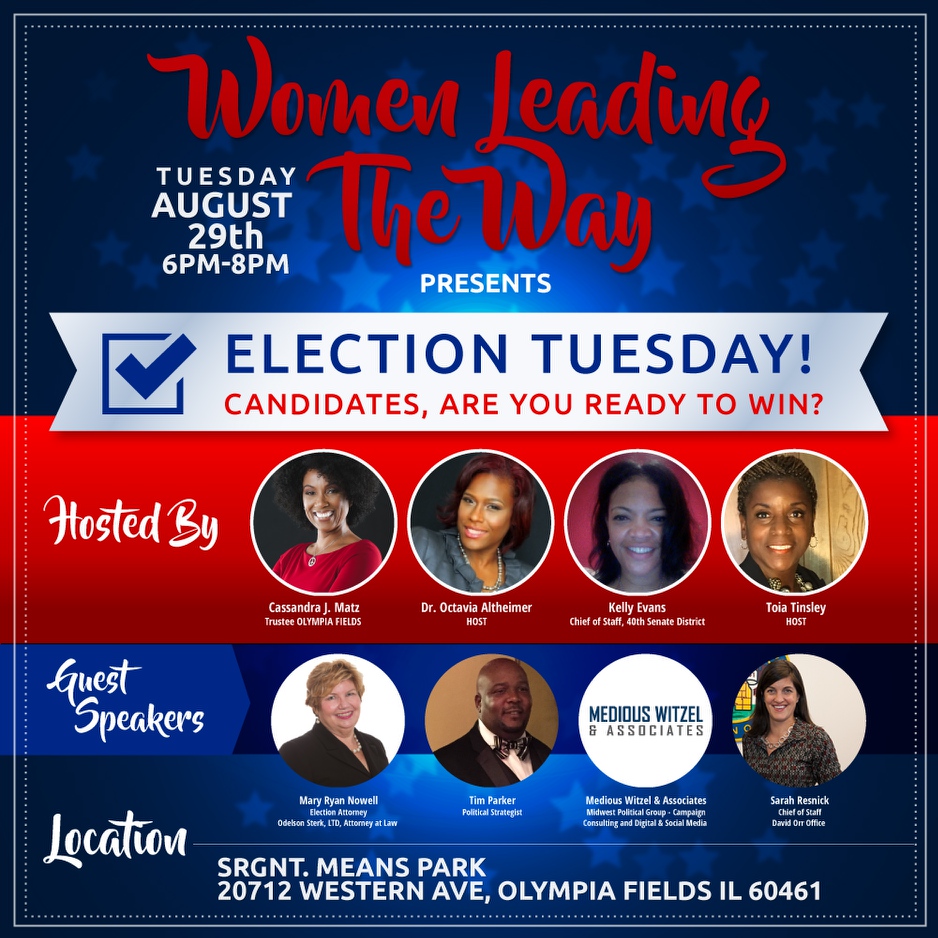 Women Leading
The Way
TUESDAY
AUGUST
29th
6PM-8PM
PRESENTS
ELECTION TUESDAY!
CANDIDATES, ARE YOU READY TO WIN?
Hosted By
Cassandra J. Matz
Trustee OLYMPIA FIELDS
Dr. Octavia Altheimer
HOST
Kelly Evans
Chief of Staff, 40th Senate District
Toia Tinsley
HOST
Guest
Speakers
Mary Ryan Nowell
Election Attorney
Odelson Sterk, LTD, Attorney at Law
Tim Parker
Political Strategist
MEDIOUS WITZEL
& ASSOCIATES
Medious Witzel & Associates
Midwest Political Group - Campaign
Consulting and Digital & Social Media
Sarah Resnick
Chief of Staff
David Orr Office
Location
SRGNT. MEANS PARK
20712 WESTERN AVE, OLYMPIA FIELDS IL 60461